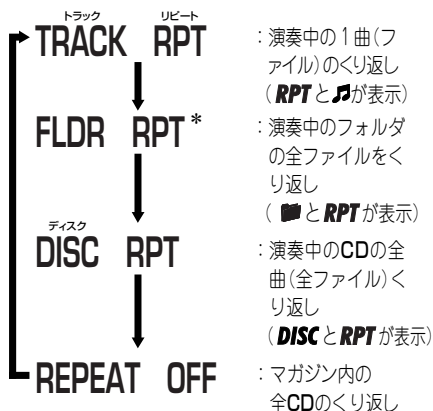 トラック リピート
TRACK RPT
:演奏中の1曲(フ
ァイル)のくり返し
(RPTと♫が表示)
FLDR RPT*
:演奏中のフォルダ
の全ファイルをく
り返し
(とRPTが表示)
ディスク
DISC RPT
:演奏中のCDの全
曲(全ファイル)く
り返し
(DISCとRPTが表示)
REPEAT OFF
:マガジン内の
全CDのくり返し